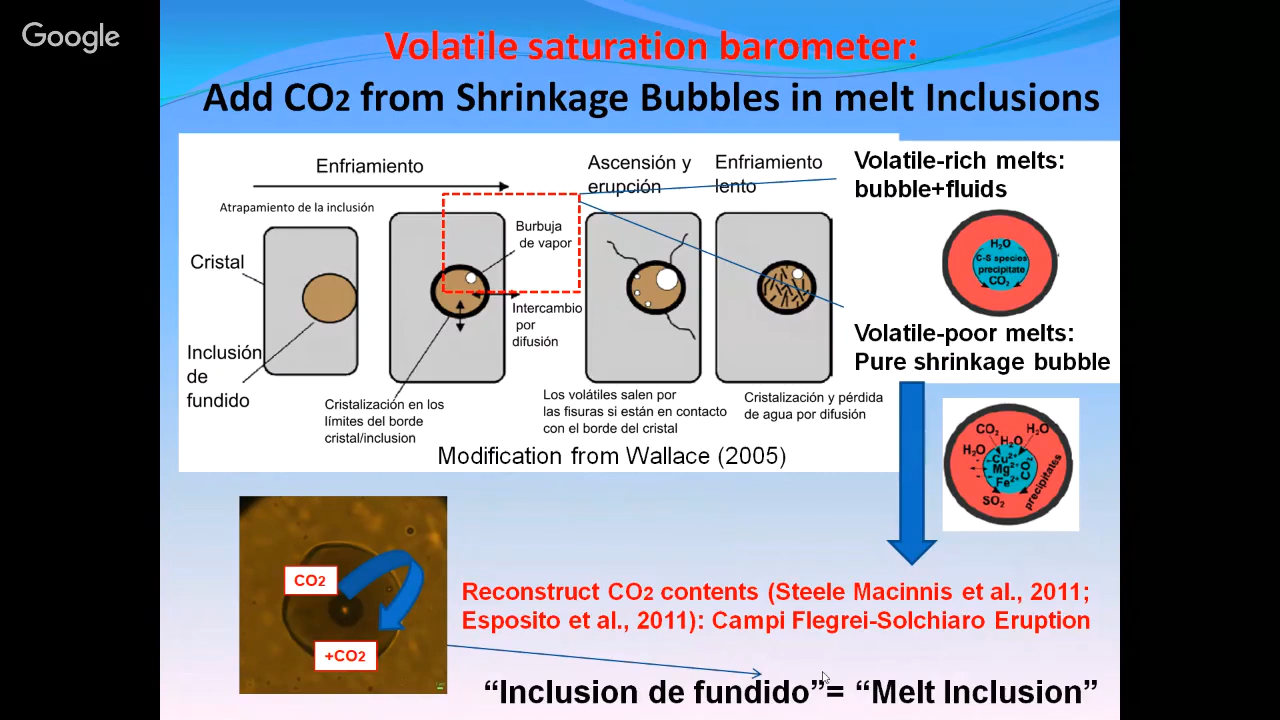 Google
Volatile saturation barometer:
Add CO2 from Shrinkage Bubbles in melt Inclusions
Enfriamiento
Atrapamiento de la inclusión
Cristal
Inclusión
de
fundido
Burbuja
de vapor
Intercambio
por
difusión
Cristalización en los
límites del borde
cristal/inclusion
Ascensión y
erupción
Los volátiles salen por
las fisuras si están en contacto
con el borde del cristal
Enfriamiento
lento
Cristalización y pérdida
de agua por difusión
Modification from Wallace (2005)
Volatile-rich melts:
bubble+fluids
H2O
C-S species
precipitate
CO2
Volatile-poor melts:
Pure shrinkage bubble
CO2
H2O
H2O
H2O
Cu2+
Mg2+
Fe2+
CO2
SO2
precipitates
CO2
+CO2
Reconstruct CO2 contents (Steele Macinnis et al., 2011;
Esposito et al., 2011): Campi Flegrei-Solchiaro Eruption
“Inclusion de fundido”= “Melt Inclusion”